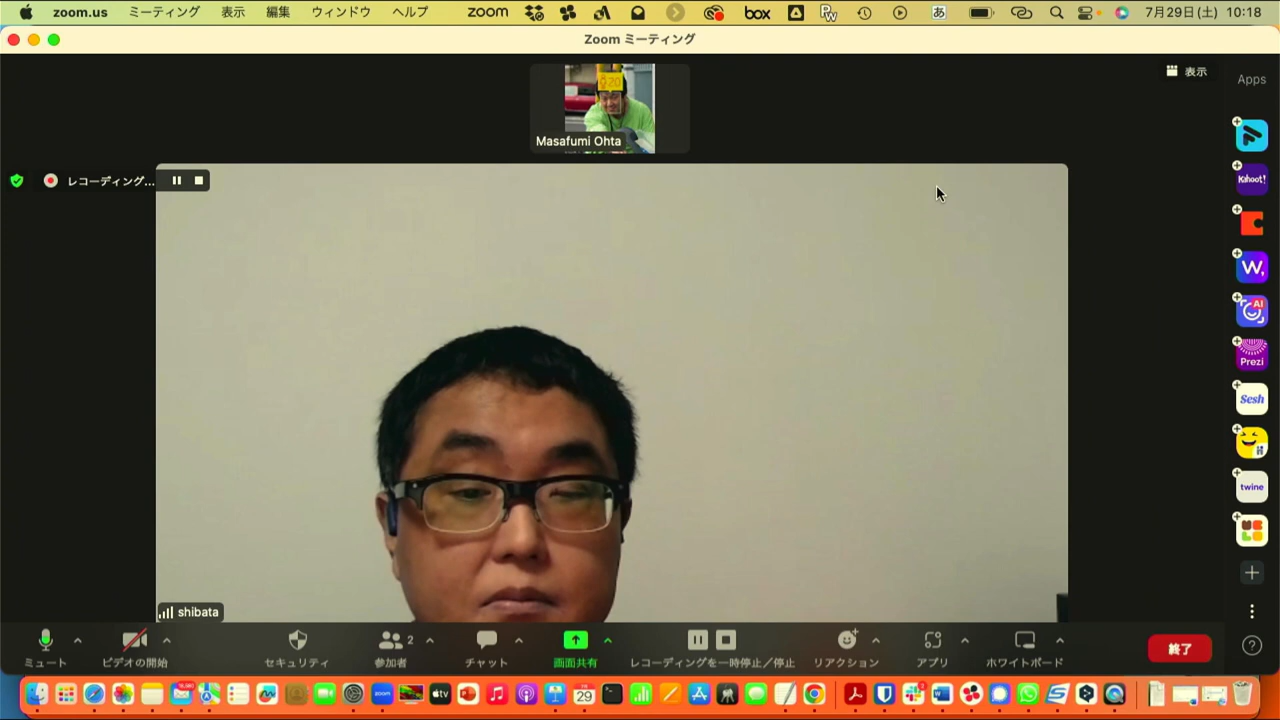 zoom.us ミーティング 表示 編集 ウィンドウ ヘルプ zoom box あ 7月29日(土) 10:18
Zoom ミーティング
表示
Apps
Masafumi Ohta
レコーディング...
Kahoot!
W,
AI
Prezi
Sesh
twine
shibata
2
ミュート ビデオの開始 セキュリティ 参加者 チャット 画面共有 レコーディングを一時停止/停止 リアクション アプリ ホワイトボード 終了
zoom tv 29